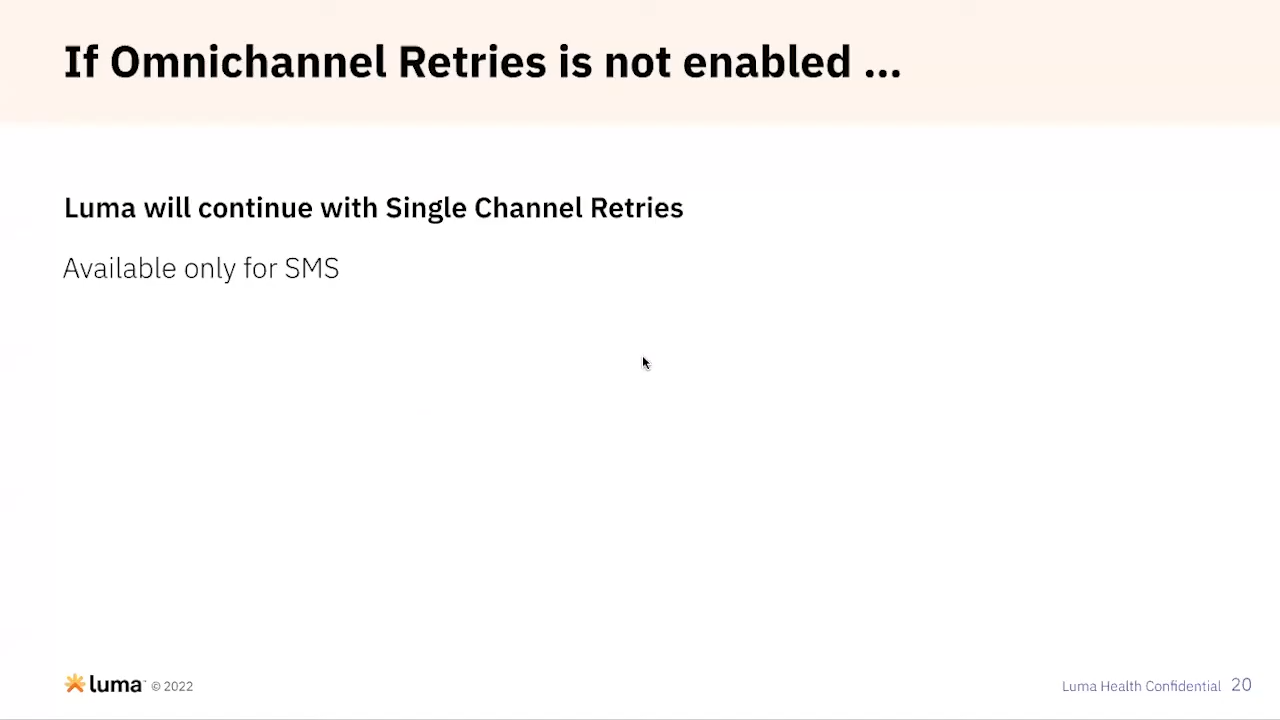 If Omnichannel Retries is not enabled ...
Luma will continue with Single Channel Retries
Available only for SMS
luma™ © 2022
Luma Health Confidential 20